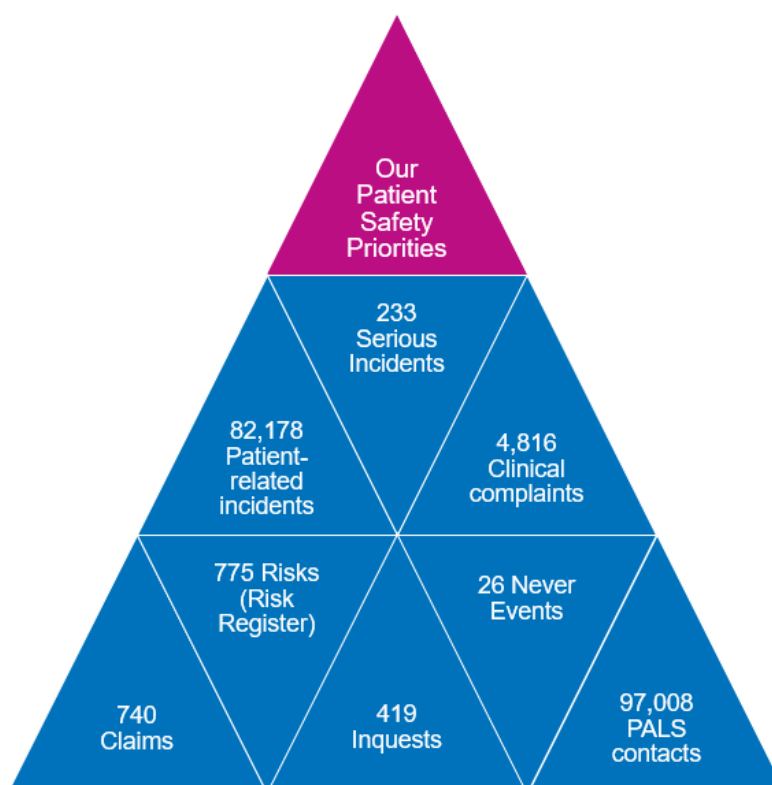 Our
Patient
Safety
Priorities
233
Serious
Incidents
82,178
Patient-
related
incidents
4,816
Clinical
complaints
775 Risks
(Risk
Register)
26 Never
Events
740
Claims
419
Inquests
97,008
PALS
contacts